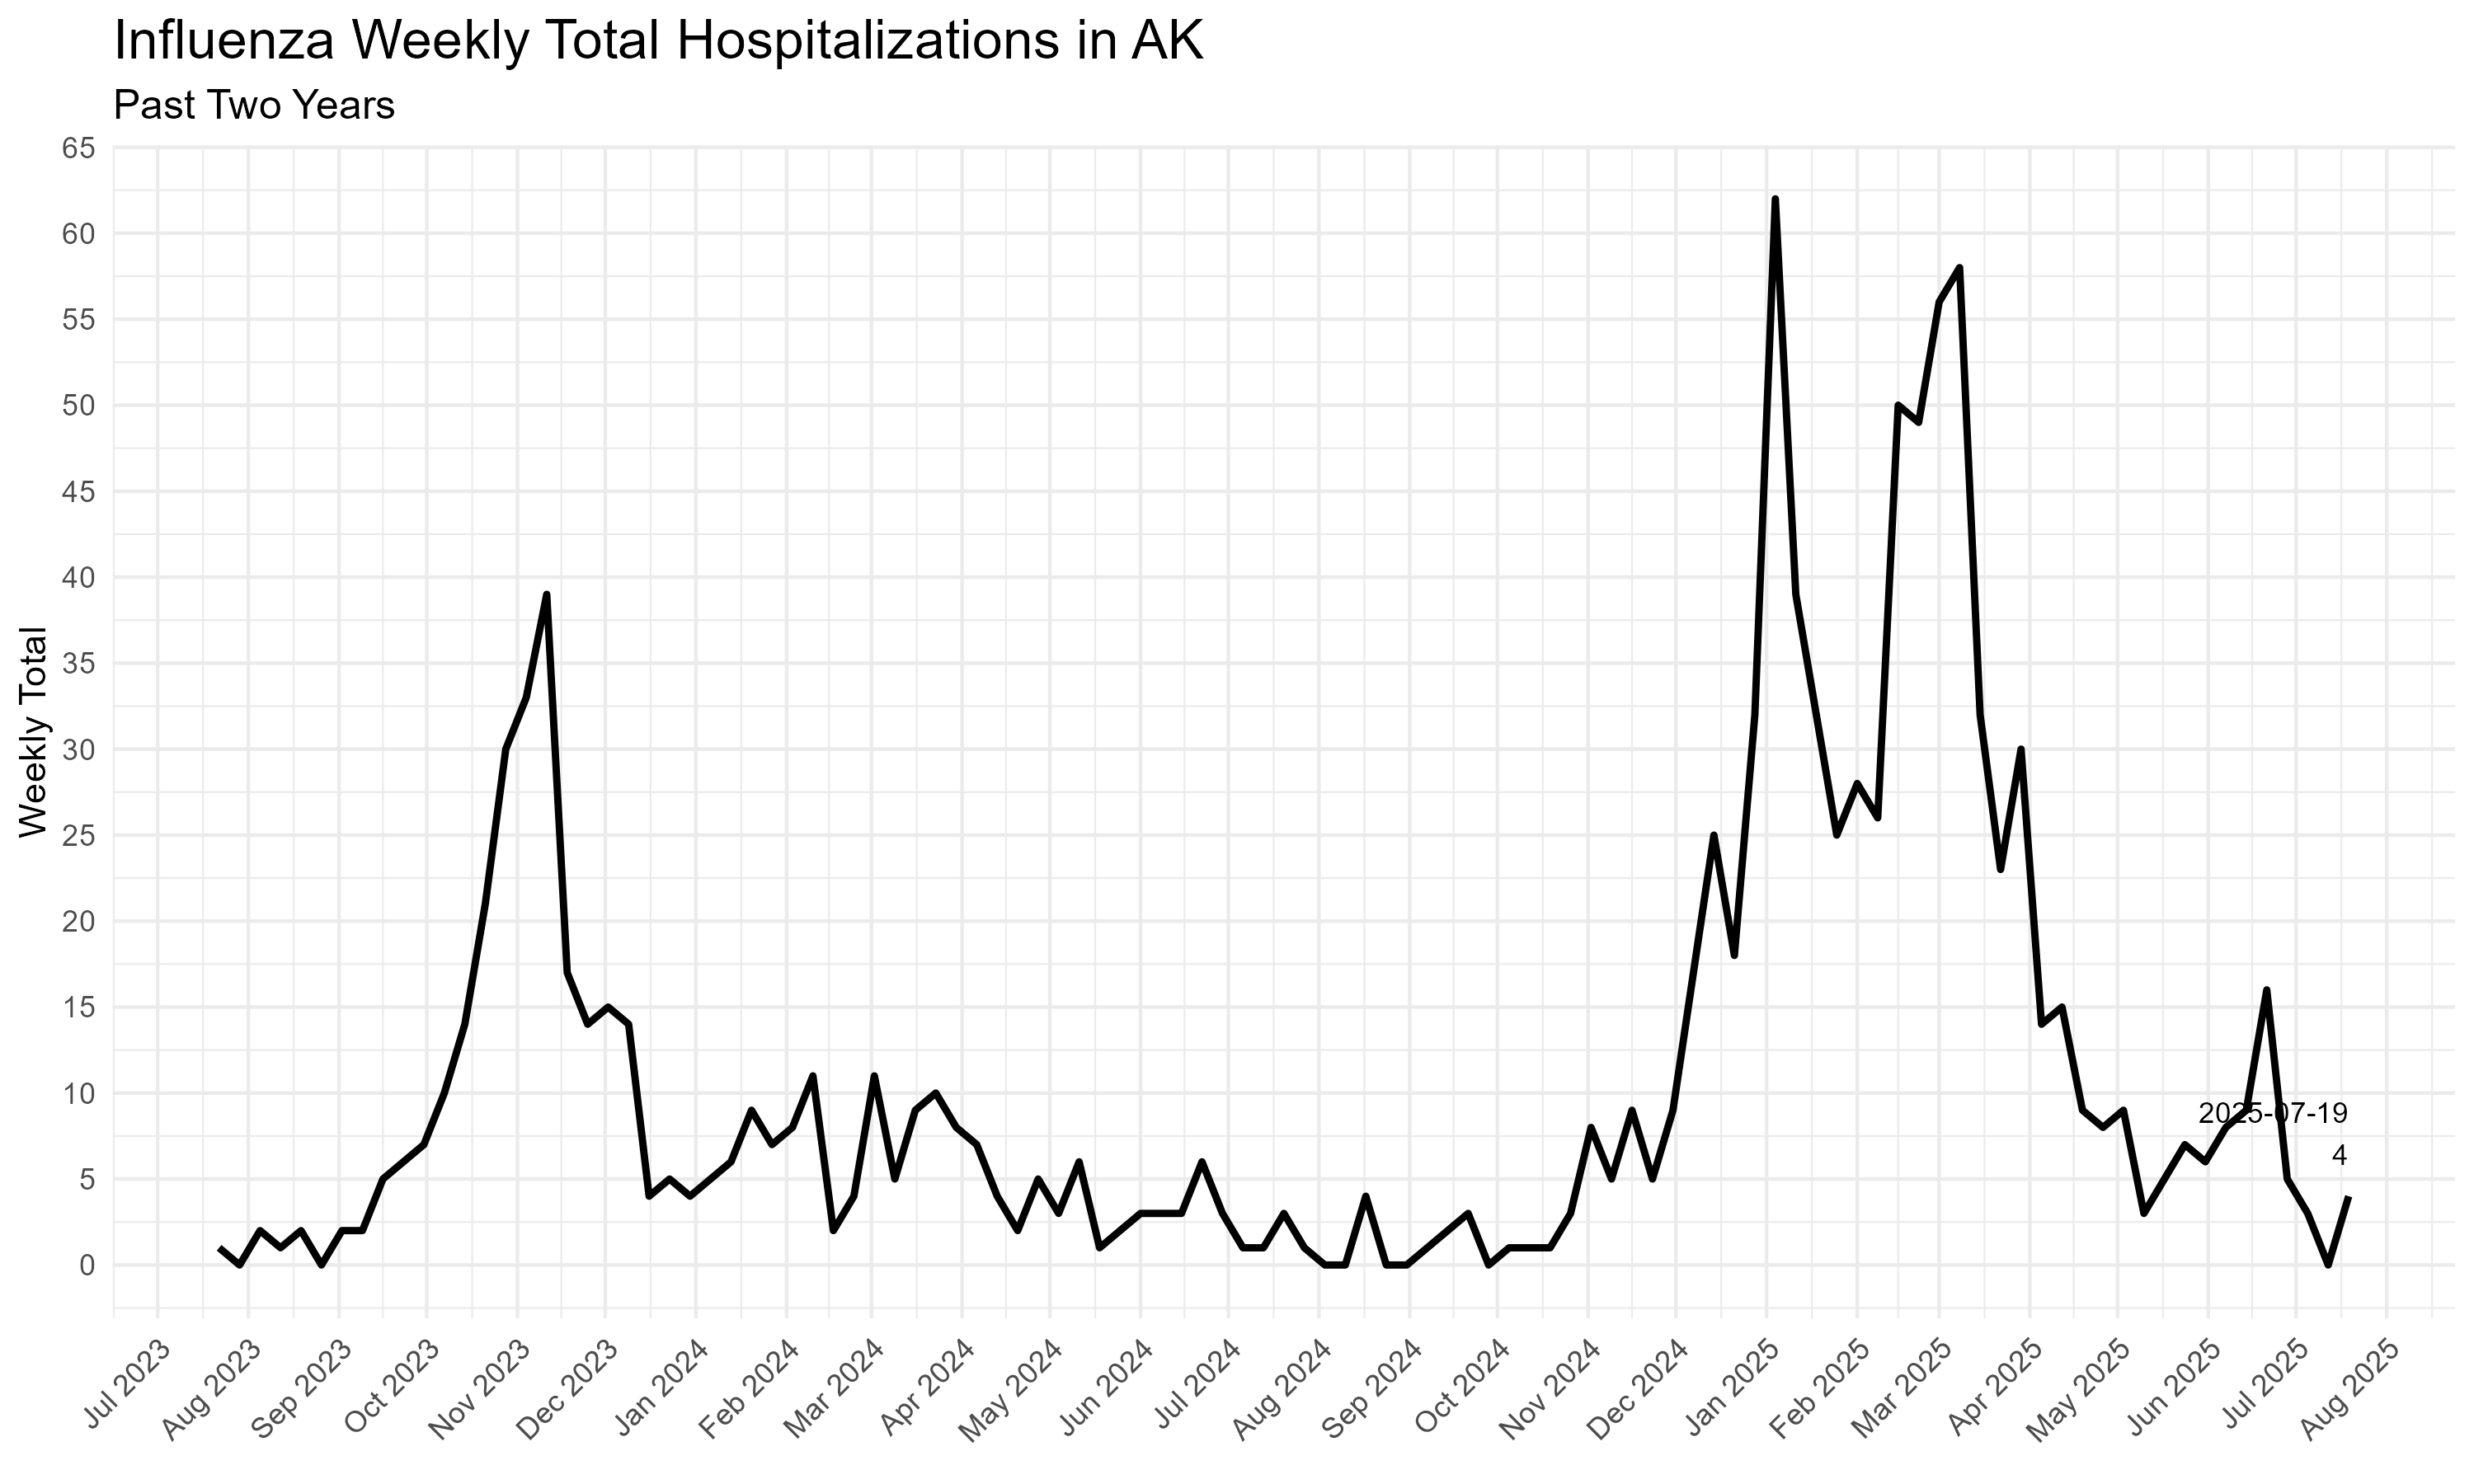 Influenza Weekly Total Hospitalizations in AK
Past Two Years
Weekly Total
65
60
55
50
45
40
35
30
25
20
15
10
5
0
2025-07-19
4
Jul 2023
Aug 2023
Sep 2023
Oct 2023
Nov 2023
Dec 2023
Jan 2024
Feb 2024
Mar 2024
Apr 2024
May 2024
Jun 2024
Jul 2024
Aug 2024
Sep 2024
Oct 2024
Nov 2024
Dec 2024
Jan 2025
Feb 2025
Mar 2025
Apr 2025
May 2025
Jun 2025
Jul 2025
Aug 2025